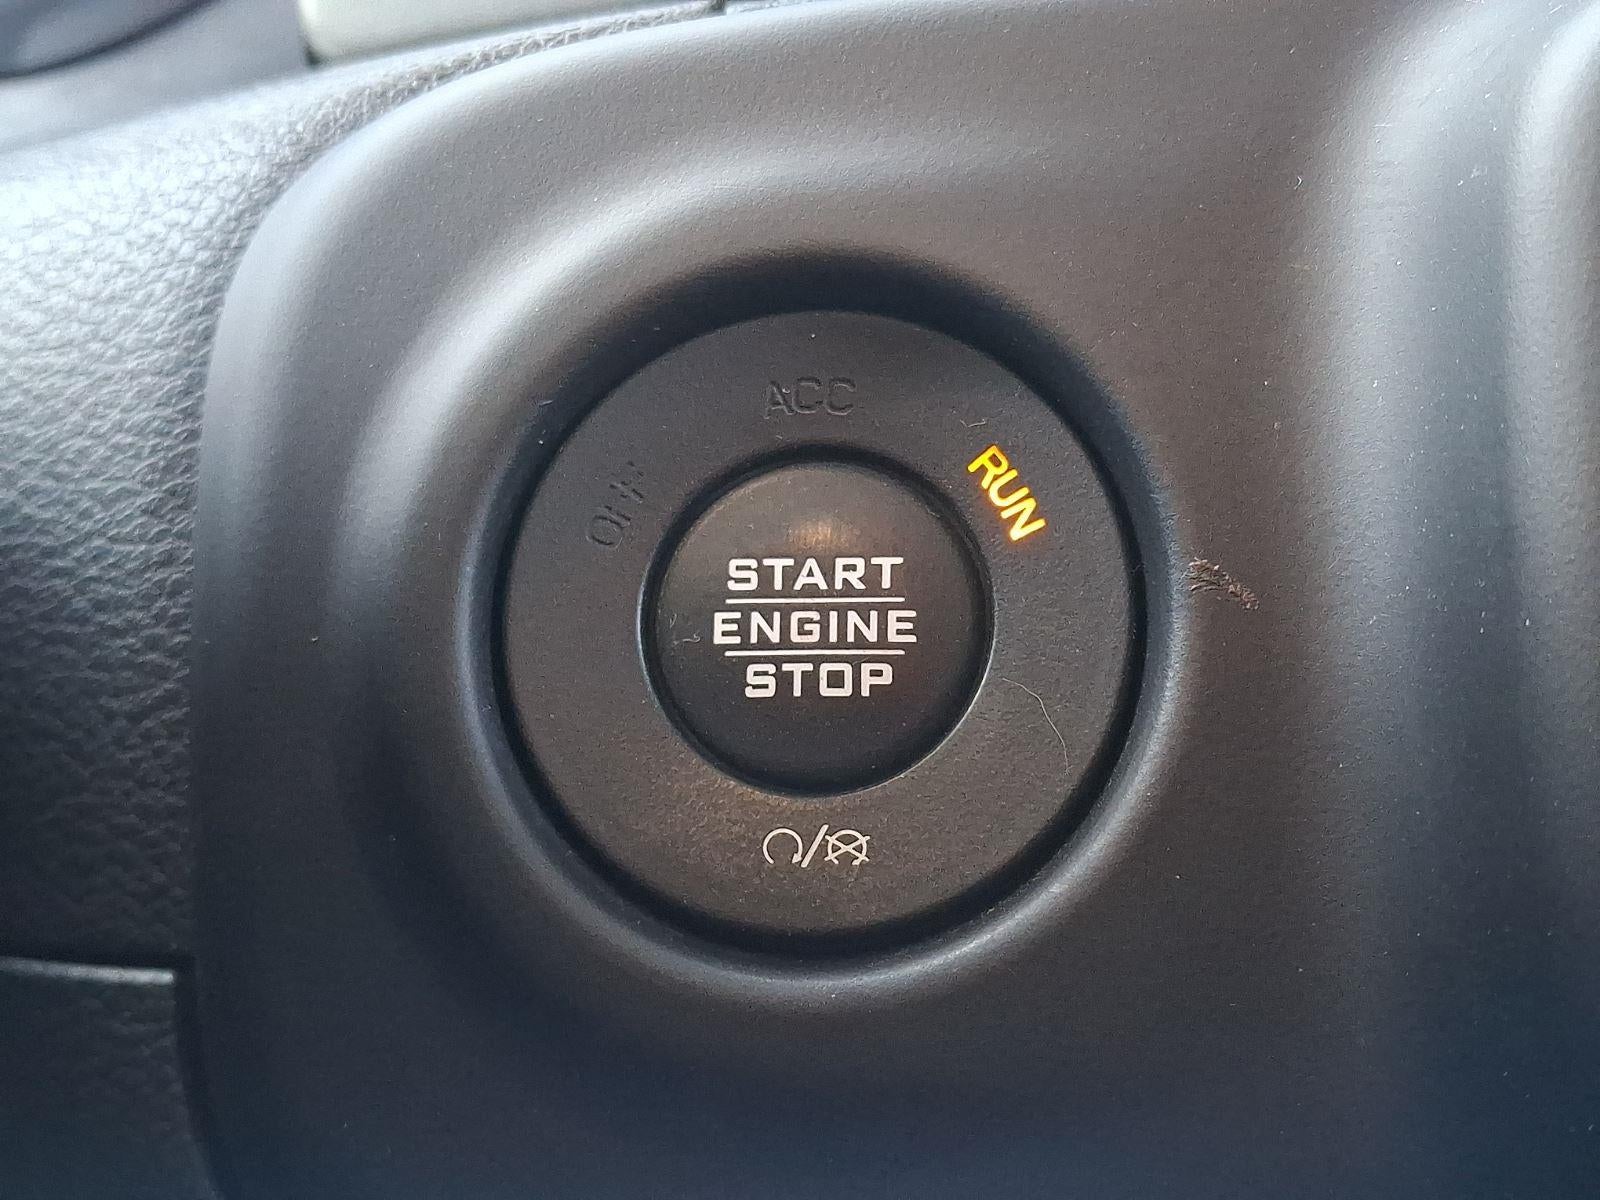 ACC
OFF
RUN
START
ENGINE
STOP